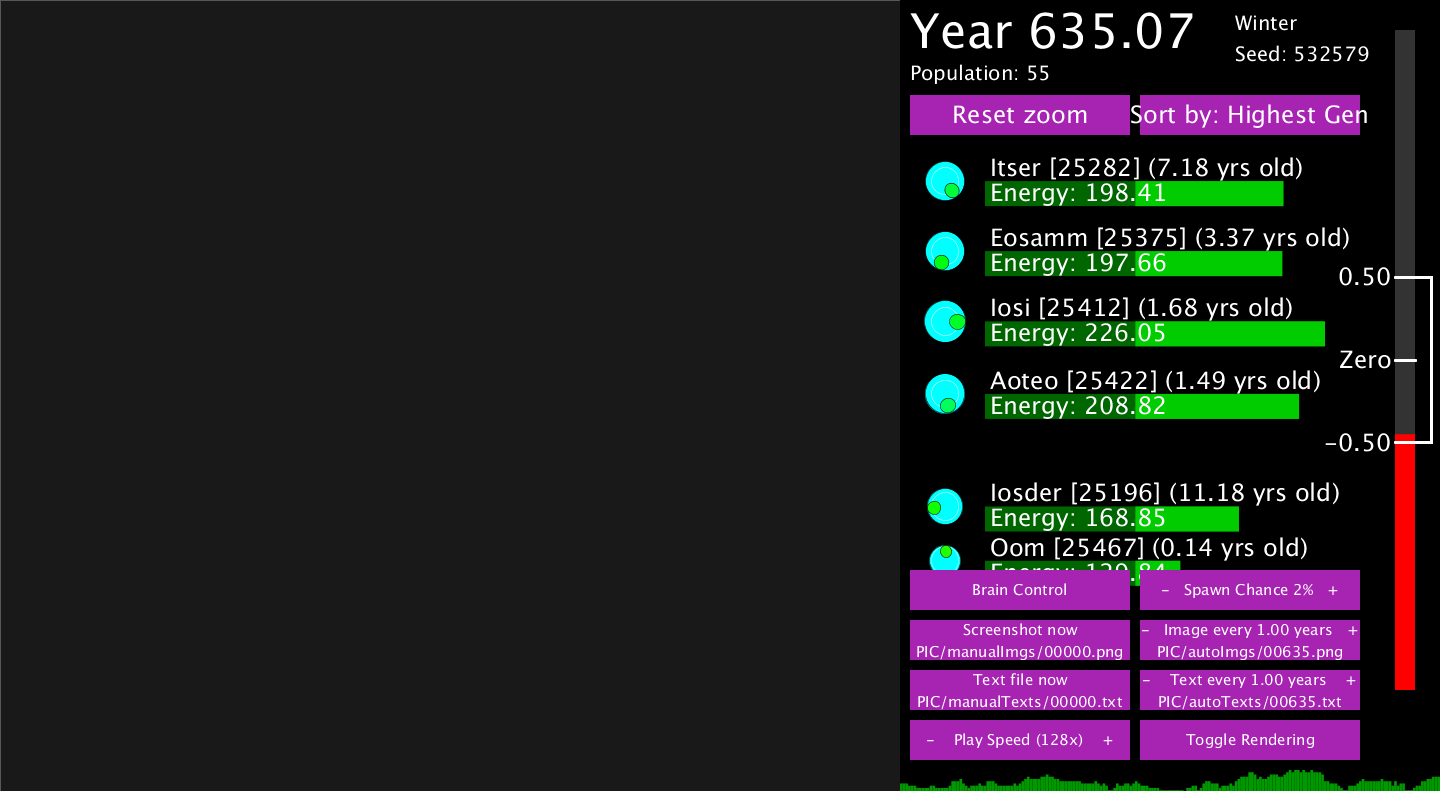 Year 635.07
Winter
Seed: 532579
Population: 55
Reset zoom
Sort by: Highest Gen
Itser [25282] (7.18 yrs old)
Energy: 198.41
Eosamm [25375] (3.37 yrs old)
Energy: 197.66
0.50
Iosi [25412] (1.68 yrs old)
Energy: 226.05
Zero
Aoteo [25422] (1.49 yrs old)
Energy: 208.82
-0.50
Iosder [25196] (11.18 yrs old)
Energy: 168.85
Oom [25467] (0.14 yrs old)
Energy: 129.84
Brain Control
- Spawn Chance 2% +
Screenshot now
PIC/manualImgs/00000.png
- Image every 1.00 years +
PIC/autoImgs/00635.png
Text file now
PIC/manualTexts/00000.txt
- Text every 1.00 years +
PIC/autoTexts/00635.txt
- Play Speed (128x) +
Toggle Rendering